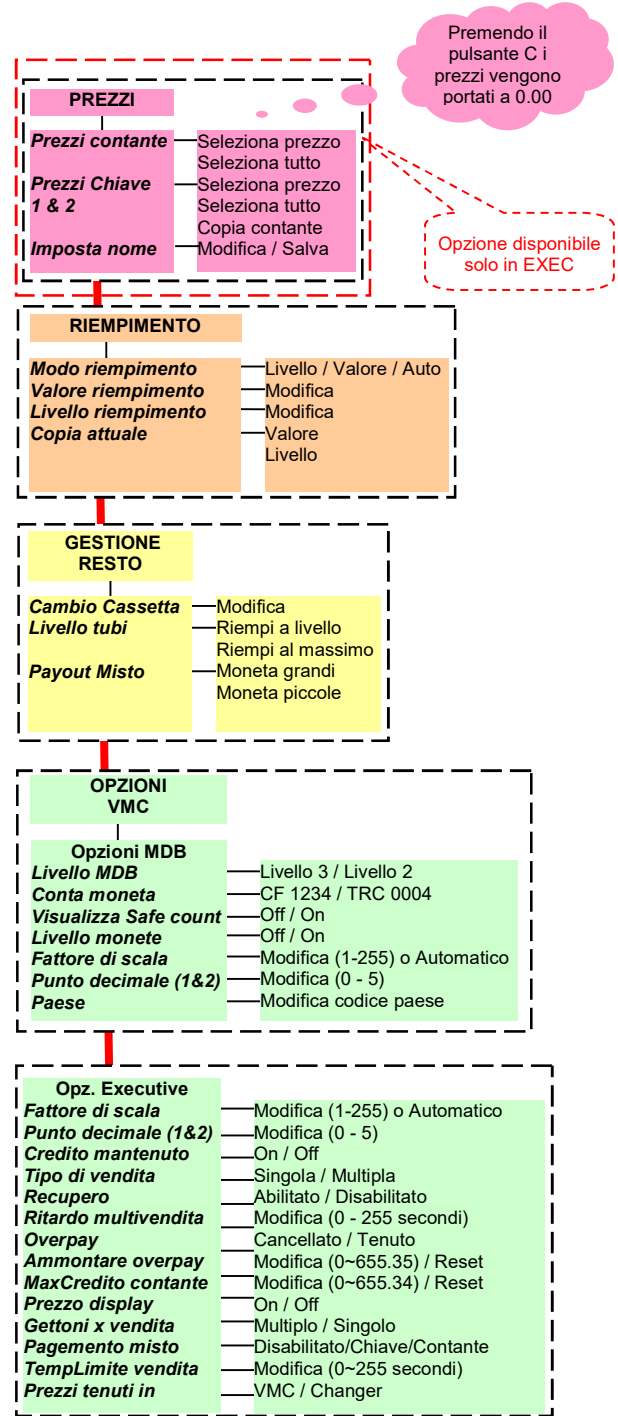 Premendo il
pulsante C i
prezzi vengono
portati a 0.00
PREZZI
Prezzi contante Seleziona prezzo
Seleziona tutto
Prezzi Chiave Seleziona prezzo
1 & 2 Seleziona tutto
Copia contante
Imposta nome Modifica / Salva
Opzione disponibile
solo in EXEC
RIEMPIMENTO
Modo riempimento Livello / Valore / Auto
Valore riempimento Modifica
Livello riempimento Modifica
Copia attuale Valore
Livello
GESTIONE
RESTO
Cambio Cassetta Modifica
Livello tubi Riempi a livello
Riempi al massimo
Payout Misto Moneta grandi
Moneta piccole
OPZIONI
VMC
Opzioni MDB
Livello MDB Livello 3 / Livello 2
Conta moneta CF 1234 / TRC 0004
Visualizza Safe count Off / On
Livello monete Off / On
Fattore di scala Modifica (1-255) o Automatico
Punto decimale (1&2) Modifica (0 - 5)
Paese Modifica codice paese
Opz. Executive
Fattore di scala Modifica (1-255) o Automatico
Punto decimale (1&2) Modifica (0 - 5)
Credito mantenuto On / Off
Tipo di vendita Singola / Multipla
Recupero Abilitato / Disabilitato
Ritardo multivendita Modifica (0 - 255 secondi)
Overpay Cancellato / Tenuto
Ammontare overpay Modifica (0~655.35) / Reset
MaxCredito contante Modifica (0~655.34) / Reset
Prezzo display On / Off
Gettoni x vendita Multiplo / Singolo
Pagemento misto Disabilitato/Chiave/Contante
TempLimite vendita Modifica (0~255 secondi)
Prezzi tenuti in VMC / Changer